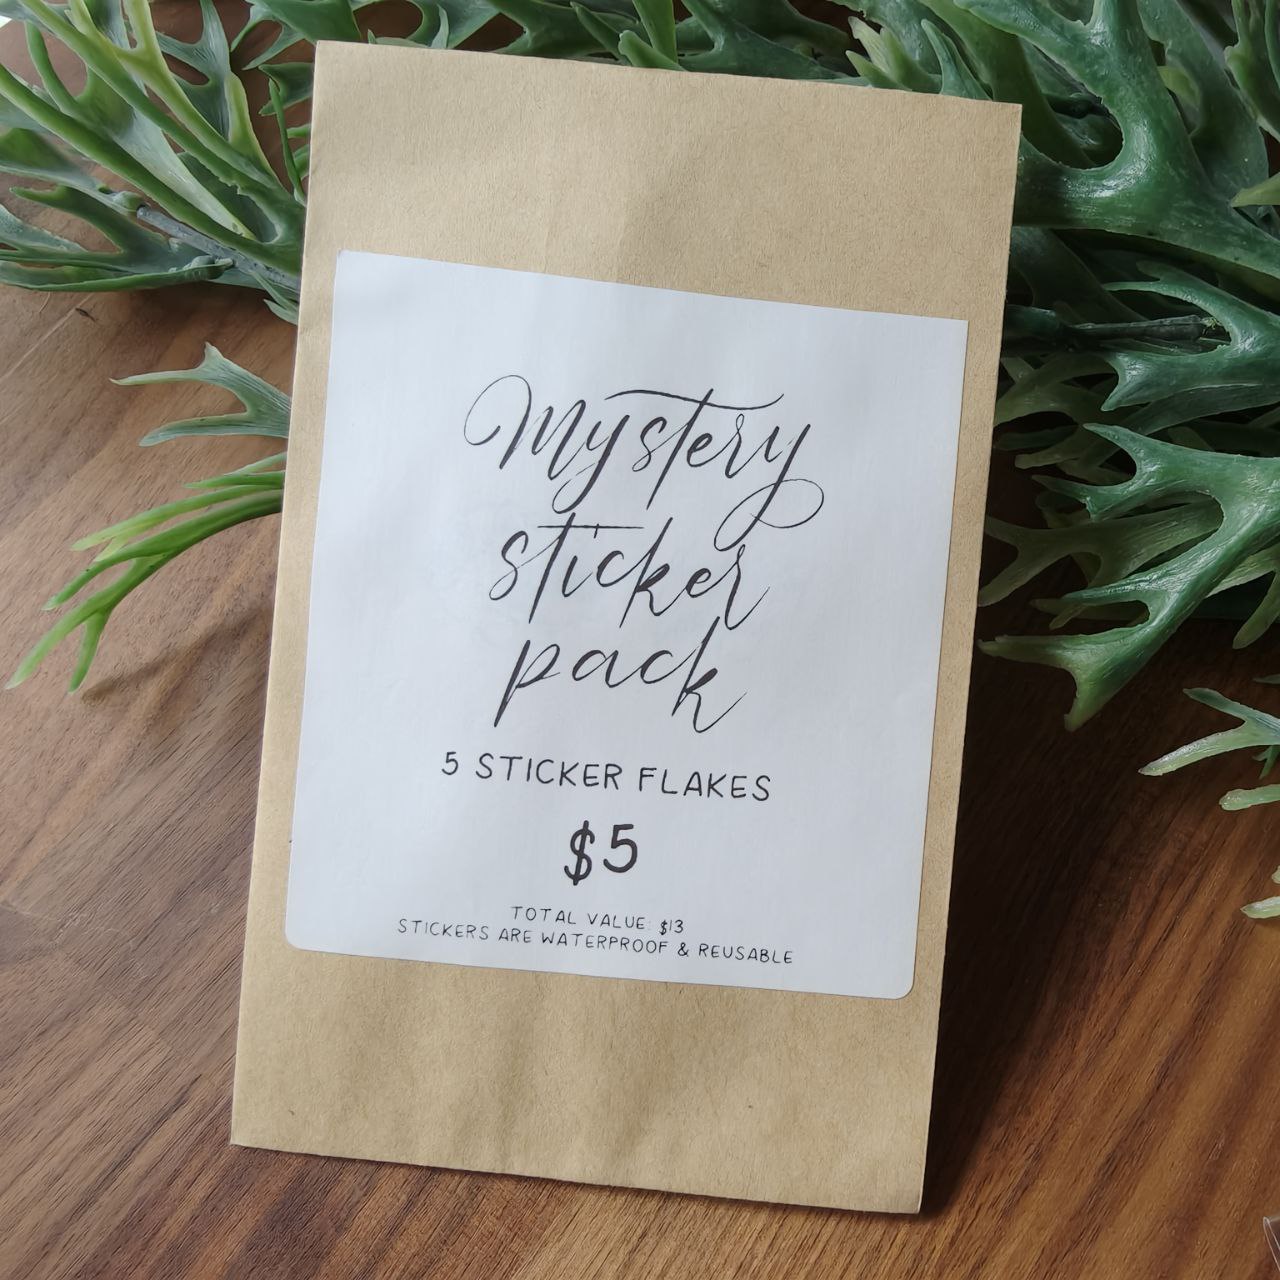 Mystery
sticker
pack
5 STICKER FLAKES
$5
TOTAL VALUE: $13
STICKERS ARE WATERPROOF & REUSABLE